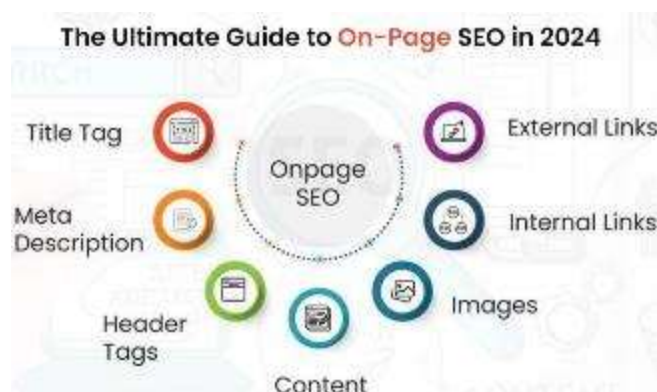 The Ultimate Guide to On-Page SEO in 2024
Title Tag
External Links
Onpage
SEO
Meta
Description
Internal Links
Header
Tags
Images
Content